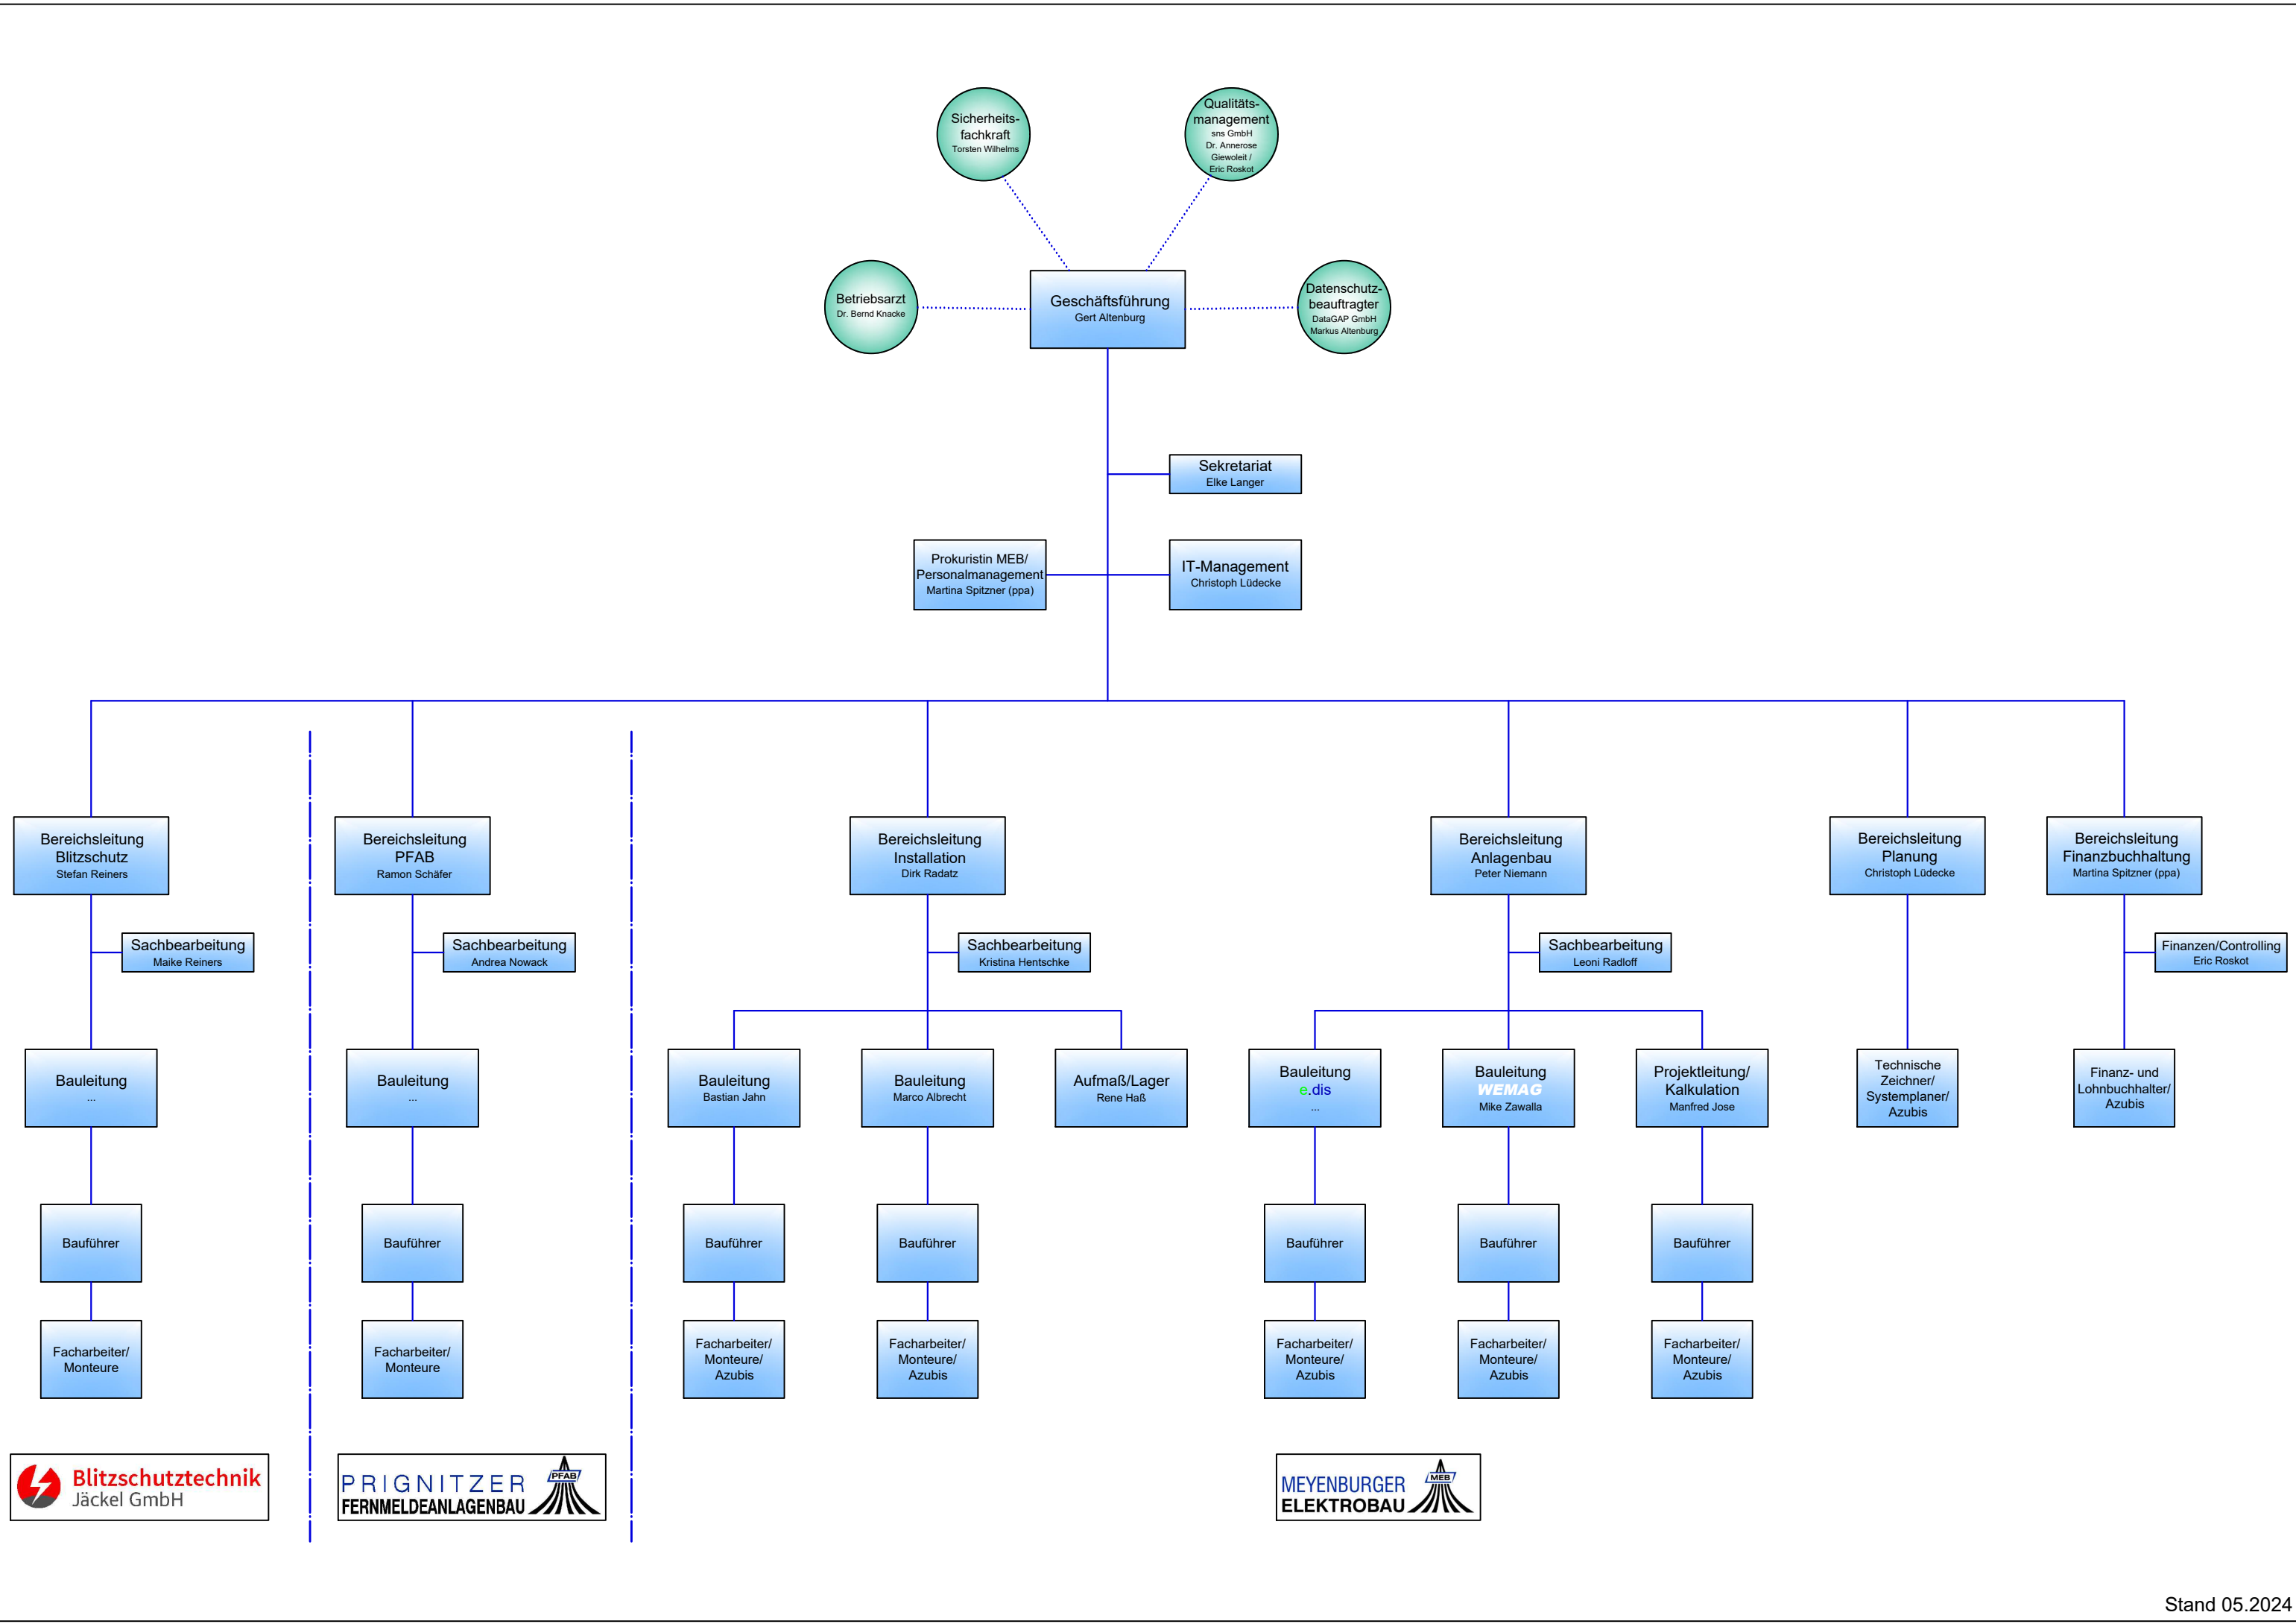 Sicherheits-
fachkraft
Torsten Wilhelms
Qualitäts-
management
sns GmbH
Dr. Annerose
Giewoleit /
Eric Roskot
Betriebsarzt
Dr. Bernd Knacke
Geschäftsführung
Gert Altenburg
Datenschutz-
beauftragter
DataGAP GmbH
Markus Altenburg
Sekretariat
Elke Langer
Prokuristin MEB/
Personalmanagement
Martina Spitzner (ppa)
IT-Management
Christoph Lüdecke
Bereichsleitung
Blitzschutz
Stefan Reiners
Bereichsleitung
PFAB
Ramon Schäfer
Bereichsleitung
Installation
Dirk Radatz
Bereichsleitung
Anlagenbau
Peter Niemann
Bereichsleitung
Planung
Christoph Lüdecke
Bereichsleitung
Finanzbuchhaltung
Martina Spitzner (ppa)
Sachbearbeitung
Maike Reiners
Sachbearbeitung
Andrea Nowack
Sachbearbeitung
Kristina Hentschke
Sachbearbeitung
Leoni Radloff
Finanzen/Controlling
Eric Roskot
Bauleitung
...
Bauleitung
...
Bauleitung
Bastian Jahn
Bauleitung
Marco Albrecht
Aufmaß/Lager
Rene Haß
Bauleitung
e.dis
...
Bauleitung
WEMAG
Mike Zawalla
Projektleitung/
Kalkulation
Manfred Jose
Technische
Zeichner/
Systemplaner/
Azubis
Finanz- und
Lohnbuchhalter/
Azubis
Bauführer
Bauführer
Bauführer
Bauführer
Bauführer
Bauführer
Bauführer
Facharbeiter/
Monteure
Facharbeiter/
Monteure
Facharbeiter/
Monteure/
Azubis
Facharbeiter/
Monteure/
Azubis
Facharbeiter/
Monteure/
Azubis
Facharbeiter/
Monteure/
Azubis
Facharbeiter/
Monteure/
Azubis
Blitzschutztechnik
Jäckel GmbH
PRIGNITZER
FERNMELDEANLAGENBAU
PFAB
MEYENBURGER
ELEKTROBAU
MEB
Stand 05.2024